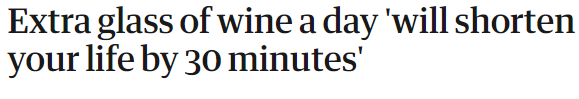 Extra glass of wine a day 'will shorten
your life by 30 minutes'